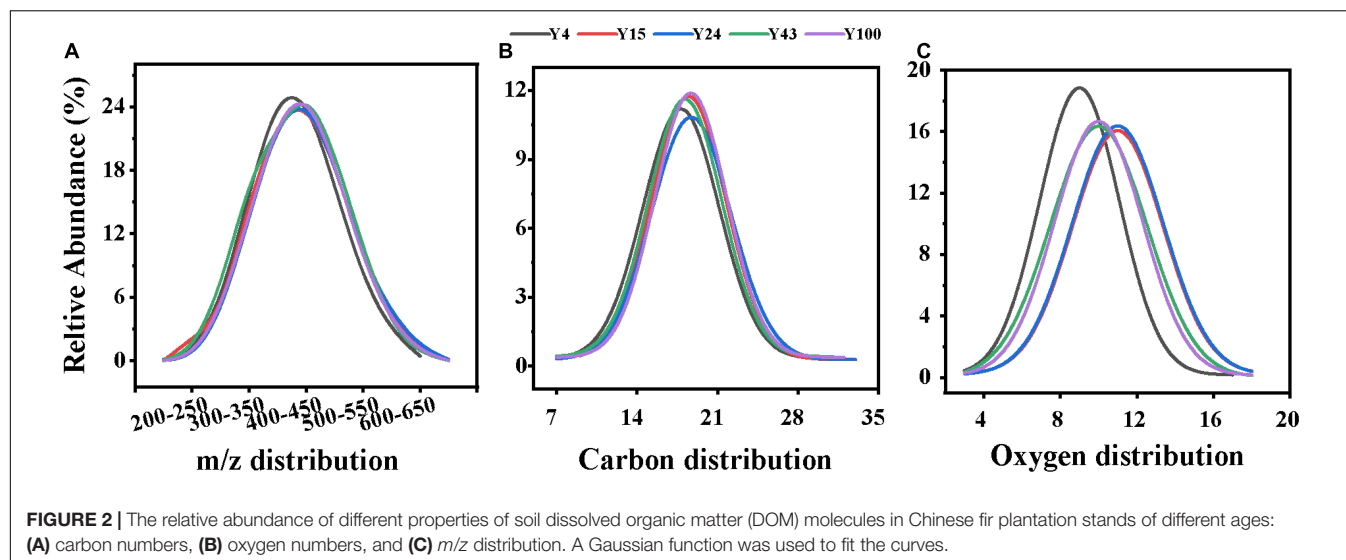 Y4 Y15 Y24 Y43 Y100
A
B
C
Reltive Abundance (%)
24
18
12
6
0
200-250 300-350 400-450 500-550 600-650
m/z distribution
12
9
6
3
0
7 14 21 28 35
Carbon distribution
20
16
12
8
4
0
4 8 12 16 20
Oxygen distribution
FIGURE 2 | The relative abundance of different properties of soil dissolved organic matter (DOM) molecules in Chinese fir plantation stands of different ages:
(A) carbon numbers, (B) oxygen numbers, and (C) m/z distribution. A Gaussian function was used to fit the curves.